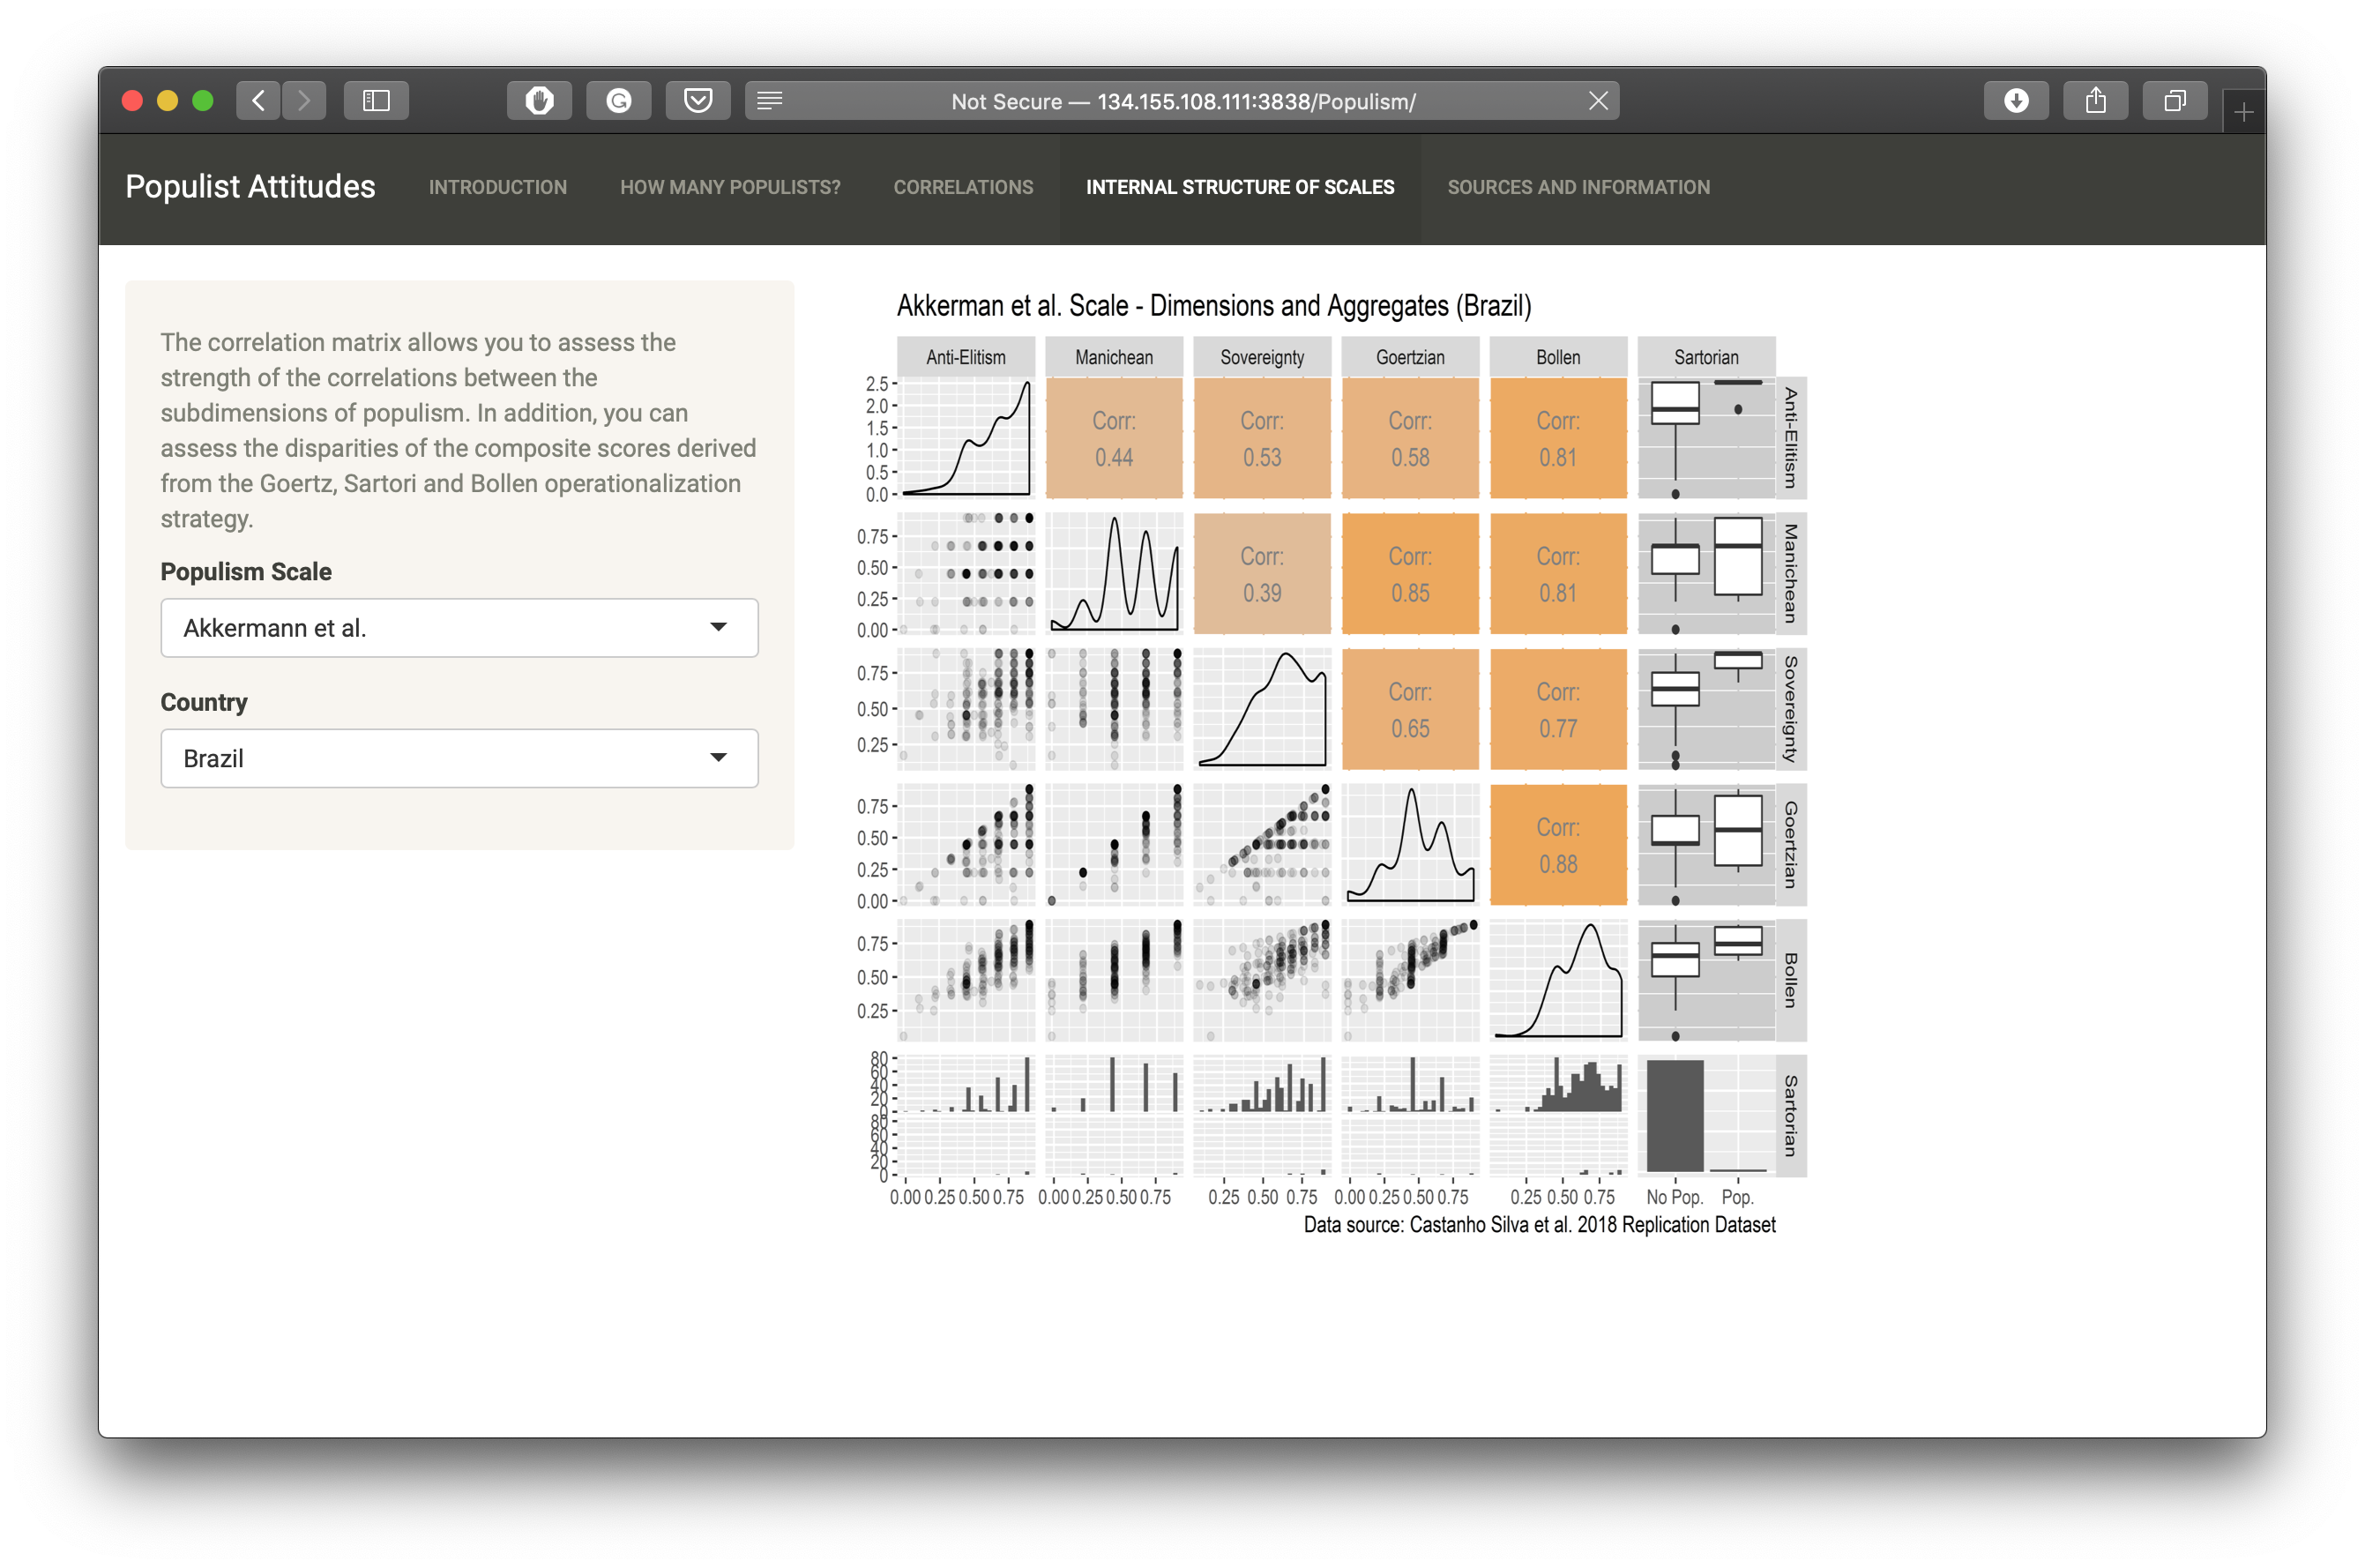 Not Secure — 134.155.108.111:3838/Populism/
Populist Attitudes
INTRODUCTION
HOW MANY POPULISTS?
CORRELATIONS
INTERNAL STRUCTURE OF SCALES
SOURCES AND INFORMATION
The correlation matrix allows you to assess the
strength of the correlations between the
subdimensions of populism. In addition, you can
assess the disparities of the composite scores derived
from the Goertz, Sartori and Bollen operationalization
strategy.
Populism Scale
Akkermann et al.
Country
Brazil
Akkerman et al. Scale - Dimensions and Aggregates (Brazil)
Anti-Elitism Manichean Sovereignty Goertzian Bollen Sartorian
2.5
2.0
1.5
1.0
0.5
0.0
Corr: Corr: Corr: Corr:
0.44 0.53 0.58 0.81
Anti-Elitism
0.75
0.50
0.25
0.00
Corr: Corr: Corr:
0.39 0.85 0.81
Manichean
0.75
0.50
0.25
Corr: Corr:
0.65 0.77
Sovereignty
0.75
0.50
0.25
0.00
Corr:
0.88
Goertzian
0.75
0.50
0.25
Bollen
80
60
40
20
0
80
60
40
20
0
Sartorian
0.00 0.25 0.50 0.75 0.00 0.25 0.50 0.75 0.25 0.50 0.75 0.00 0.25 0.50 0.75 0.25 0.50 0.75 No Pop. Pop.
Data source: Castanho Silva et al. 2018 Replication Dataset